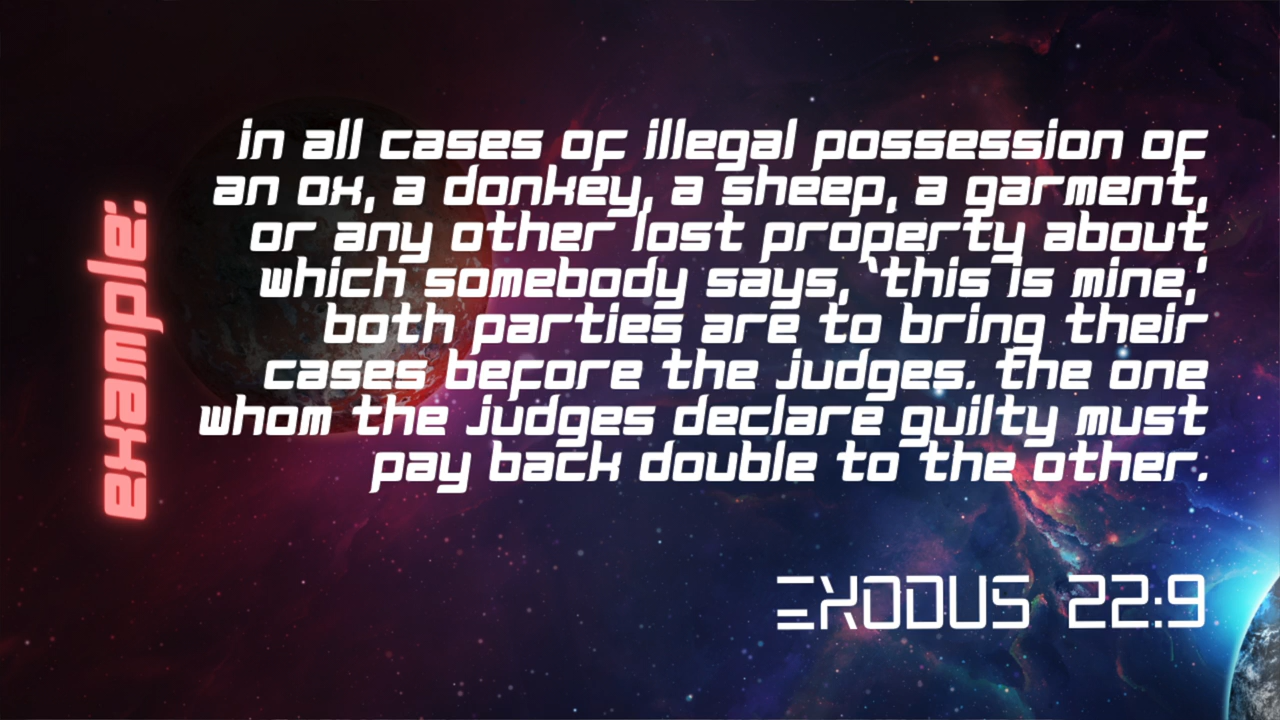 example:
in all cases of illegal possession of
an ox, a donkey, a sheep, a garment,
or any other lost property about
which somebody says, ‘this is mine,’
both parties are to bring their
cases before the judges. the one
whom the judges declare guilty must
pay back double to the other.
EXODUS 22:9